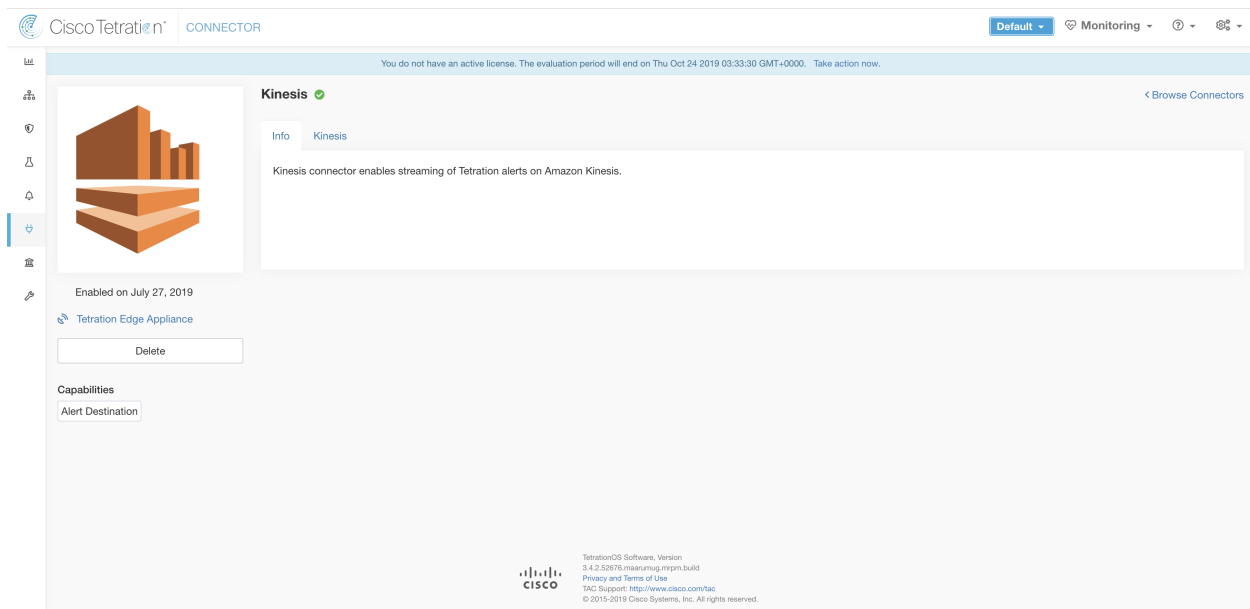 Cisco Tetration™
CONNECTOR
Default
Monitoring
You do not have an active license. The evaluation period will end on Thu Oct 24 2019 03:33:30 GMT+0000. Take action now.
Kinesis
Browse Connectors
Info Kinesis
Kinesis connector enables streaming of Tetration alerts on Amazon Kinesis.
Enabled on July 27, 2019
Tetration Edge Appliance
Delete
Capabilities
Alert Destination
CISCO
TetrationOS Software, Version
3.4.2.52676.maarumug.mrpm.build
Privacy and Terms of Use
TAC Support: http://www.cisco.com/tac
© 2015-2019 Cisco Systems, Inc. All rights reserved.